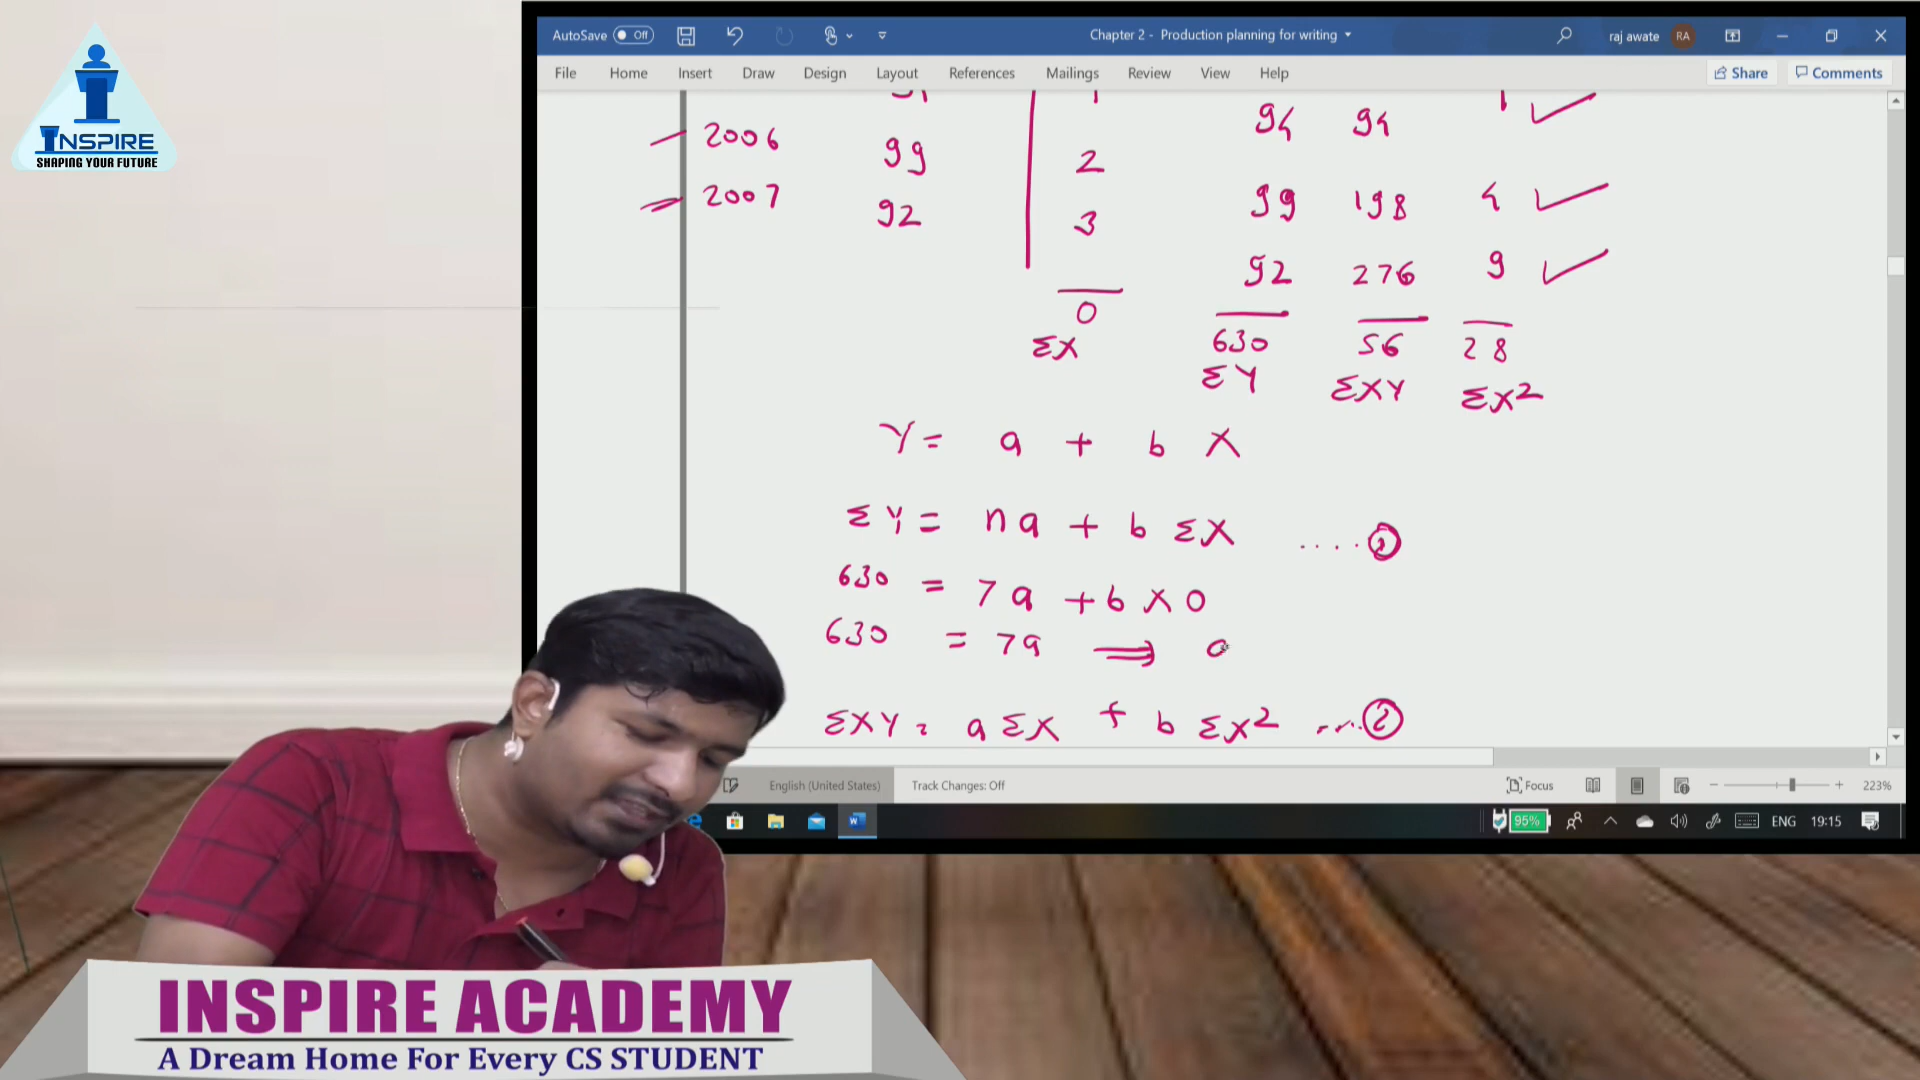 INSPIRE
SHAPING YOUR FUTURE
AutoSave Off
Chapter 2 - Production planning for writing
raj awate RA
File Home Insert Draw Design Layout References Mailings Review View Help
Share Comments
94 94
2006 99 2
99 198 4
2007 92 3
92 276 9
0
630 56 28
ΣX
ΣY ΣXY ΣX2
Y = a + b X
ΣY = na + b ΣX ....
630 = 7a + b X 0
630 = 7a
ΣXY = a ΣX + b ΣX2 .... 2
English (United States) Track Changes: Off
Focus
223%
95%
ENG 19:15
INSPIRE ACADEMY
A Dream Home For Every CS STUDENT